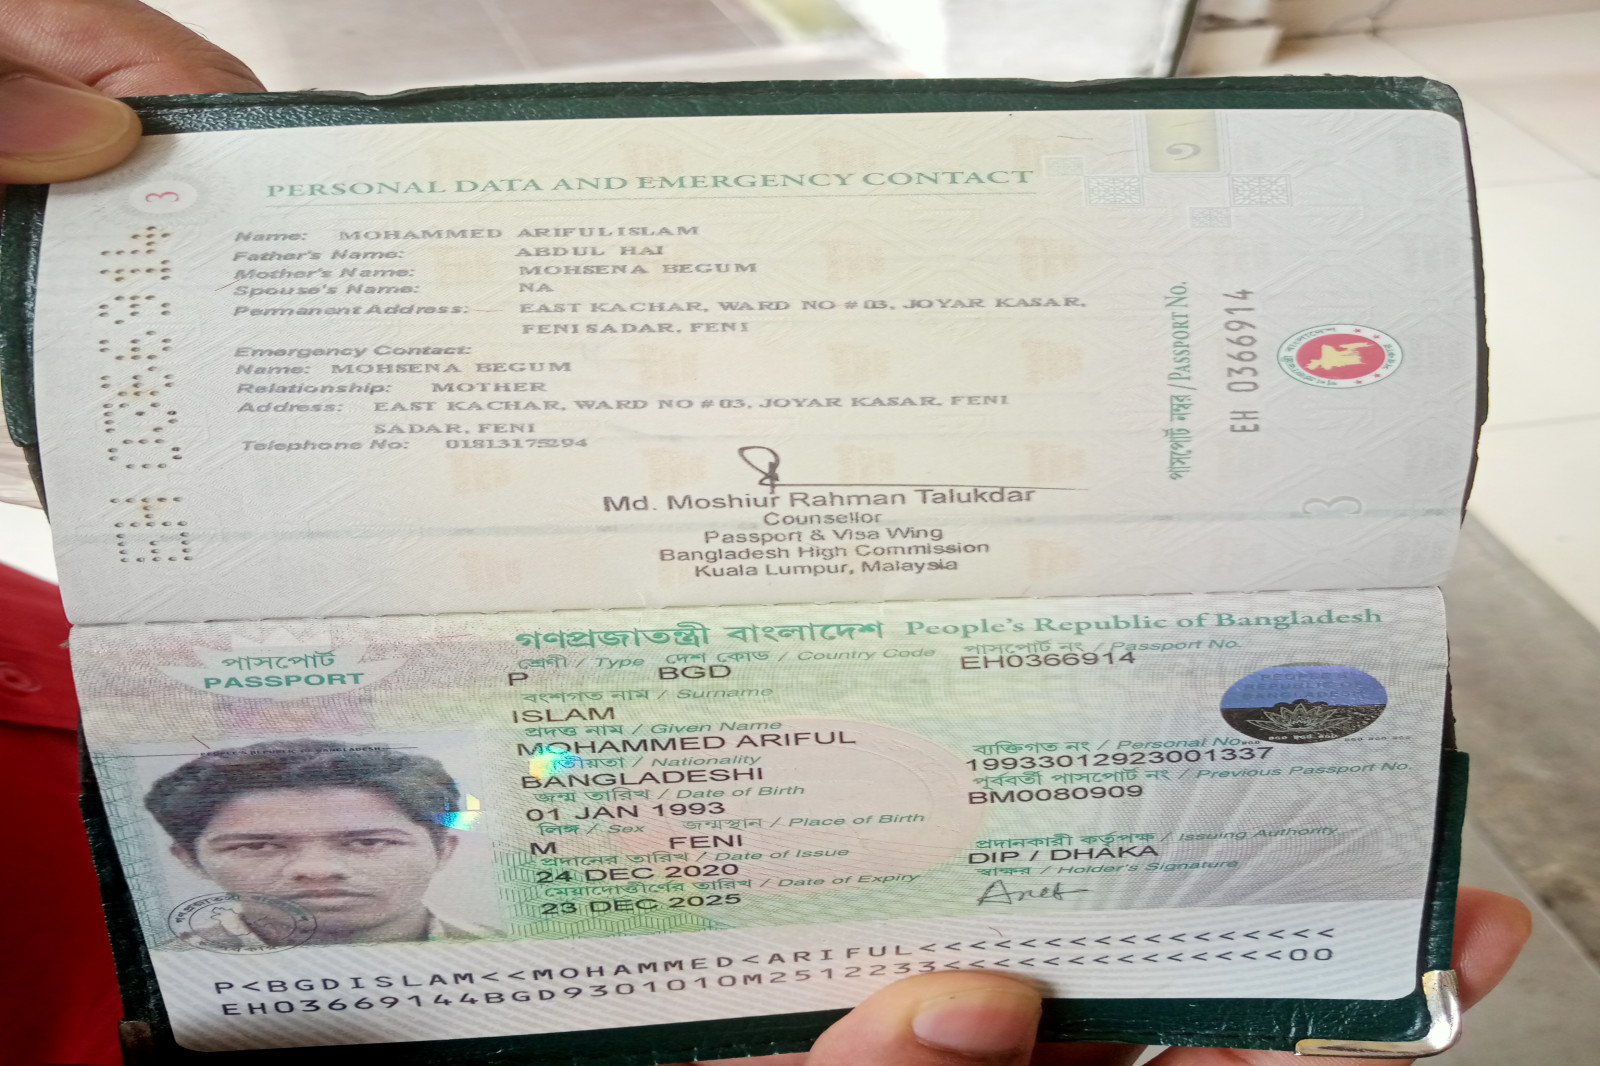 3
PERSONAL DATA AND EMERGENCY CONTACT
Name: MOHAMMED ARIFUL ISLAM
Father's Name: ABDUL HAI
Mother's Name: MOHSENA BEGUM
Spouse's Name: NA
Permanent Address: EAST KACHAR, WARD NO # 03, JOYAR KASAR,
FENI SADAR, FENI
Emergency Contact:
Name: MOHSENA BEGUM
Relationship: MOTHER
Address: EAST KACHAR, WARD NO # 03, JOYAR KASAR, FENI
SADAR, FENI
Telephone No: 01813175294
Md. Moshiur Rahman Talukdar
Counsellor
Passport & Visa Wing
Bangladesh High Commission
Kuala Lumpur, Malaysia
পাসপোর্ট নম্বর / PASSPORT No.
EH 0366914
3
গণপ্রজাতন্ত্রী বাংলাদেশ People's Republic of Bangladesh
পাসপোর্ট
PASSPORT
শ্রেণী / Type দেশ কোড / Country Code পাসপোর্ট নং / Passport No.
P BGD EH0366914
বংশগত নাম / Surname
ISLAM
প্রদত্ত নাম / Given Name
MOHAMMED ARIFUL
জাতীয়তা / Nationality ব্যক্তিগত নং / Personal No.
BANGLADESHI 19933012923001337
জন্ম তারিখ / Date of Birth পূর্ববর্তী পাসপোর্ট নং / Previous Passport No.
01 JAN 1993 BM0080909
লিঙ্গ / Sex জন্মস্থান / Place of Birth
M FENI
প্রদানের তারিখ / Date of Issue প্রদানকারী কর্তৃপক্ষ / Issuing Authority
24 DEC 2020 DIP / DHAKA
মেয়াদোত্তীর্ণের তারিখ / Date of Expiry স্বাক্ষর / Holder's Signature
23 DEC 2025
P<BGDISLAM<<MOHAMMED<ARIFUL<<<<<<<<<<<<<<<<<
EH03669144BGD9301010M2512233<<<<<<<<<<<<<<00